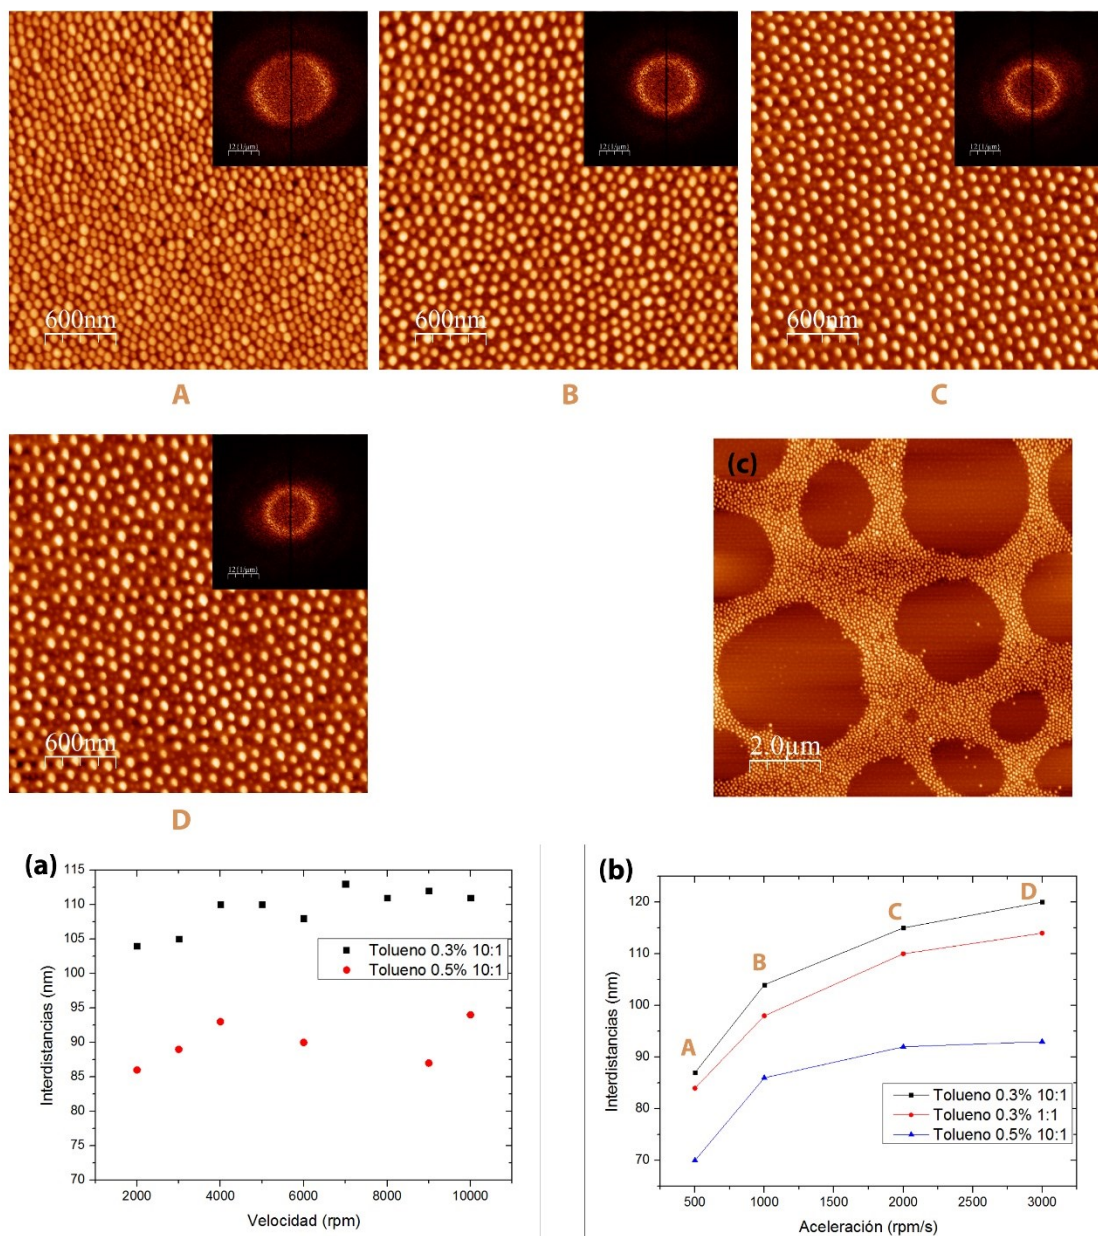 12[1/µm]
12[1/µm]
12[1/µm]
600nm
600nm
600nm
A
B
C
12[1/µm]
(c)
600nm
2.0µm
D
(a)
Interdistancias (nm)
115
110
105
100
95
90
85
80
75
70
Tolueno 0.3% 10:1
Tolueno 0.5% 10:1
2000
4000
6000
8000
10000
Velocidad (rpm)
(b)
Interdistancias (nm)
120
110
100
90
80
70
A
B
C
D
Tolueno 0.3% 10:1
Tolueno 0.3% 1:1
Tolueno 0.5% 10:1
500
1000
1500
2000
2500
3000
Aceleración (rpm/s)